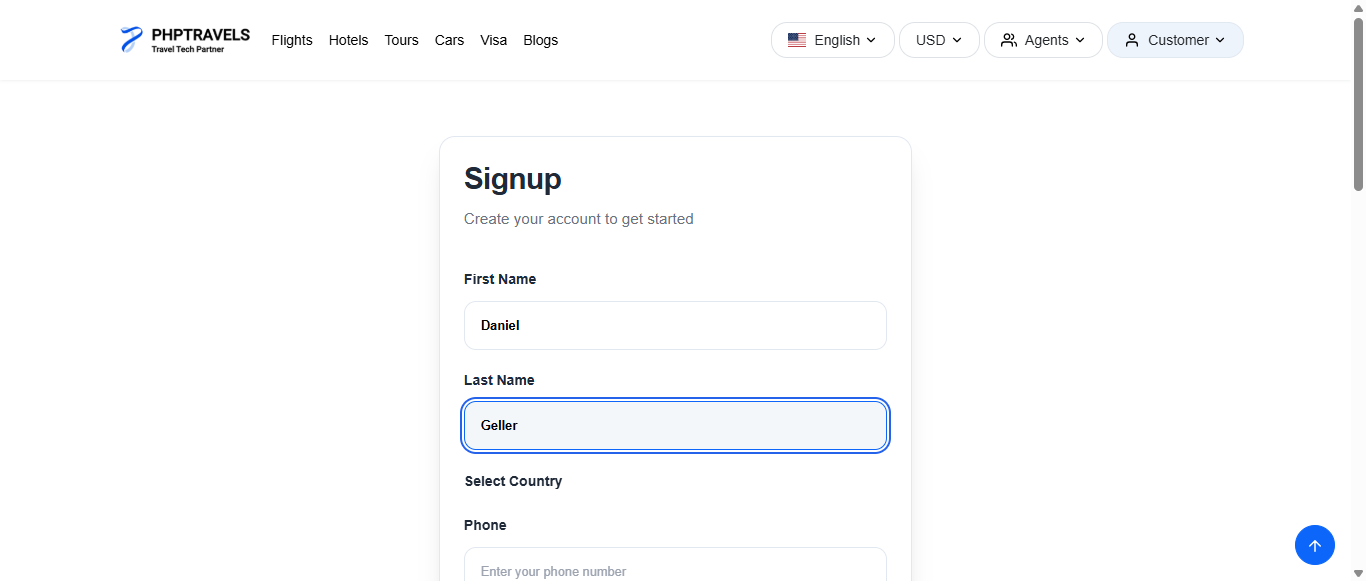 PHPTRAVELS
Travel Tech Partner
Flights Hotels Tours Cars Visa Blogs
English USD Agents Customer
Signup
Create your account to get started
First Name
Daniel
Last Name
Geller
Select Country
Phone
Enter your phone number